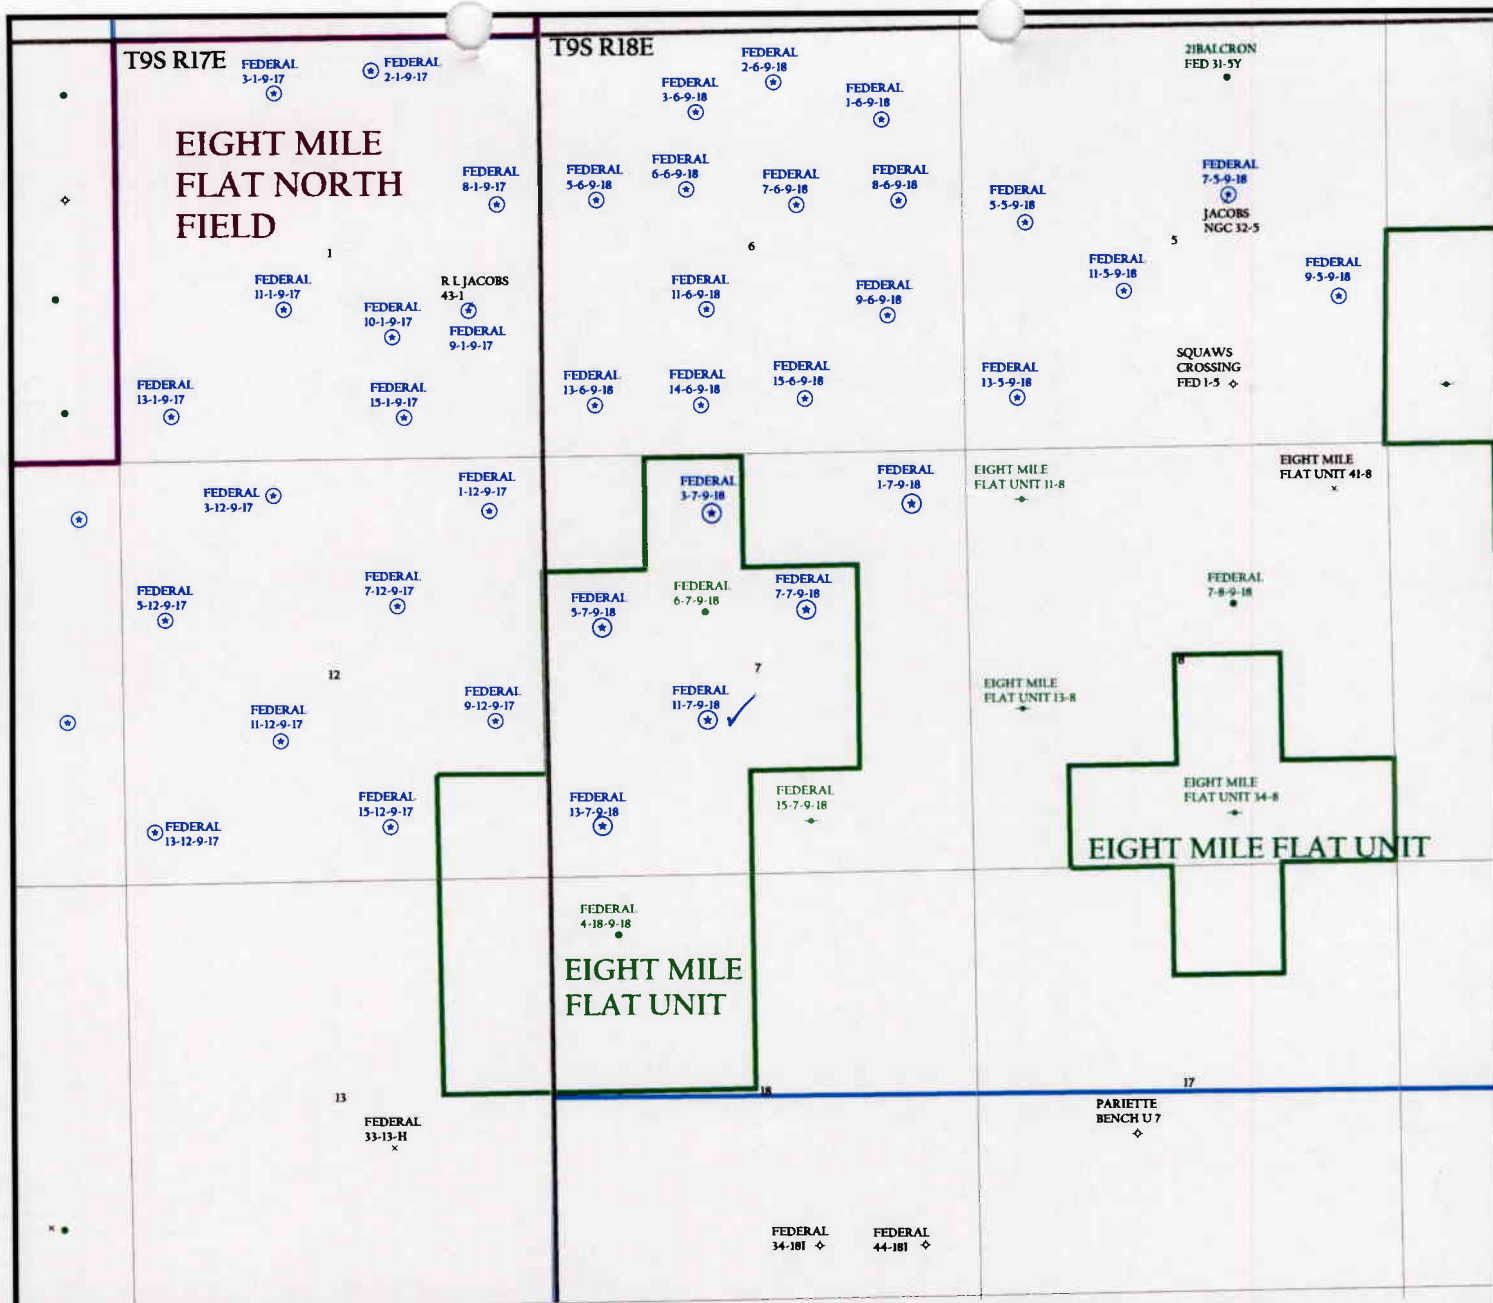 T9S R17E
FEDERAL
3-1-9-17
FEDERAL
2-1-9-17
EIGHT MILE
FLAT NORTH
FIELD
FEDERAL
8-1-9-17
1
FEDERAL
11-1-9-17
R L JACOBS
43-1
FEDERAL
10-1-9-17
FEDERAL
9-1-9-17
FEDERAL
13-1-9-17
FEDERAL
15-1-9-17
T9S R18E
FEDERAL
2-6-9-18
FEDERAL
3-6-9-18
FEDERAL
1-6-9-18
FEDERAL
5-6-9-18
FEDERAL
6-6-9-18
FEDERAL
7-6-9-18
FEDERAL
8-6-9-18
6
FEDERAL
11-6-9-18
FEDERAL
9-6-9-18
FEDERAL
13-6-9-18
FEDERAL
14-6-9-18
FEDERAL
15-6-9-18
21BALCRON
FED 31-5Y
FEDERAL
5-5-9-18
FEDERAL
7-5-9-18
JACOBS
NGC 32-5
5
FEDERAL
11-5-9-18
FEDERAL
9-5-9-18
FEDERAL
13-5-9-18
SQUAWS
CROSSING
FED 1-5
FEDERAL
3-12-9-17
FEDERAL
1-12-9-17
FEDERAL
5-12-9-17
FEDERAL
7-12-9-17
12
FEDERAL
11-12-9-17
FEDERAL
9-12-9-17
FEDERAL
13-12-9-17
FEDERAL
15-12-9-17
FEDERAL
3-7-9-18
FEDERAL
1-7-9-18
FEDERAL
5-7-9-18
FEDERAL
6-7-9-18
FEDERAL
7-7-9-18
7
FEDERAL
11-7-9-18
FEDERAL
13-7-9-18
FEDERAL
15-7-9-18
EIGHT MILE
FLAT UNIT 11-8
EIGHT MILE
FLAT UNIT 41-8
FEDERAL
7-8-9-18
8
EIGHT MILE
FLAT UNIT 13-8
EIGHT MILE
FLAT UNIT 34-8
EIGHT MILE FLAT UNIT
FEDERAL
4-18-9-18
EIGHT MILE
FLAT UNIT
13
FEDERAL
33-13-H
18
17
PARIETTE
BENCH U 7
FEDERAL
34-18I
FEDERAL
44-18I